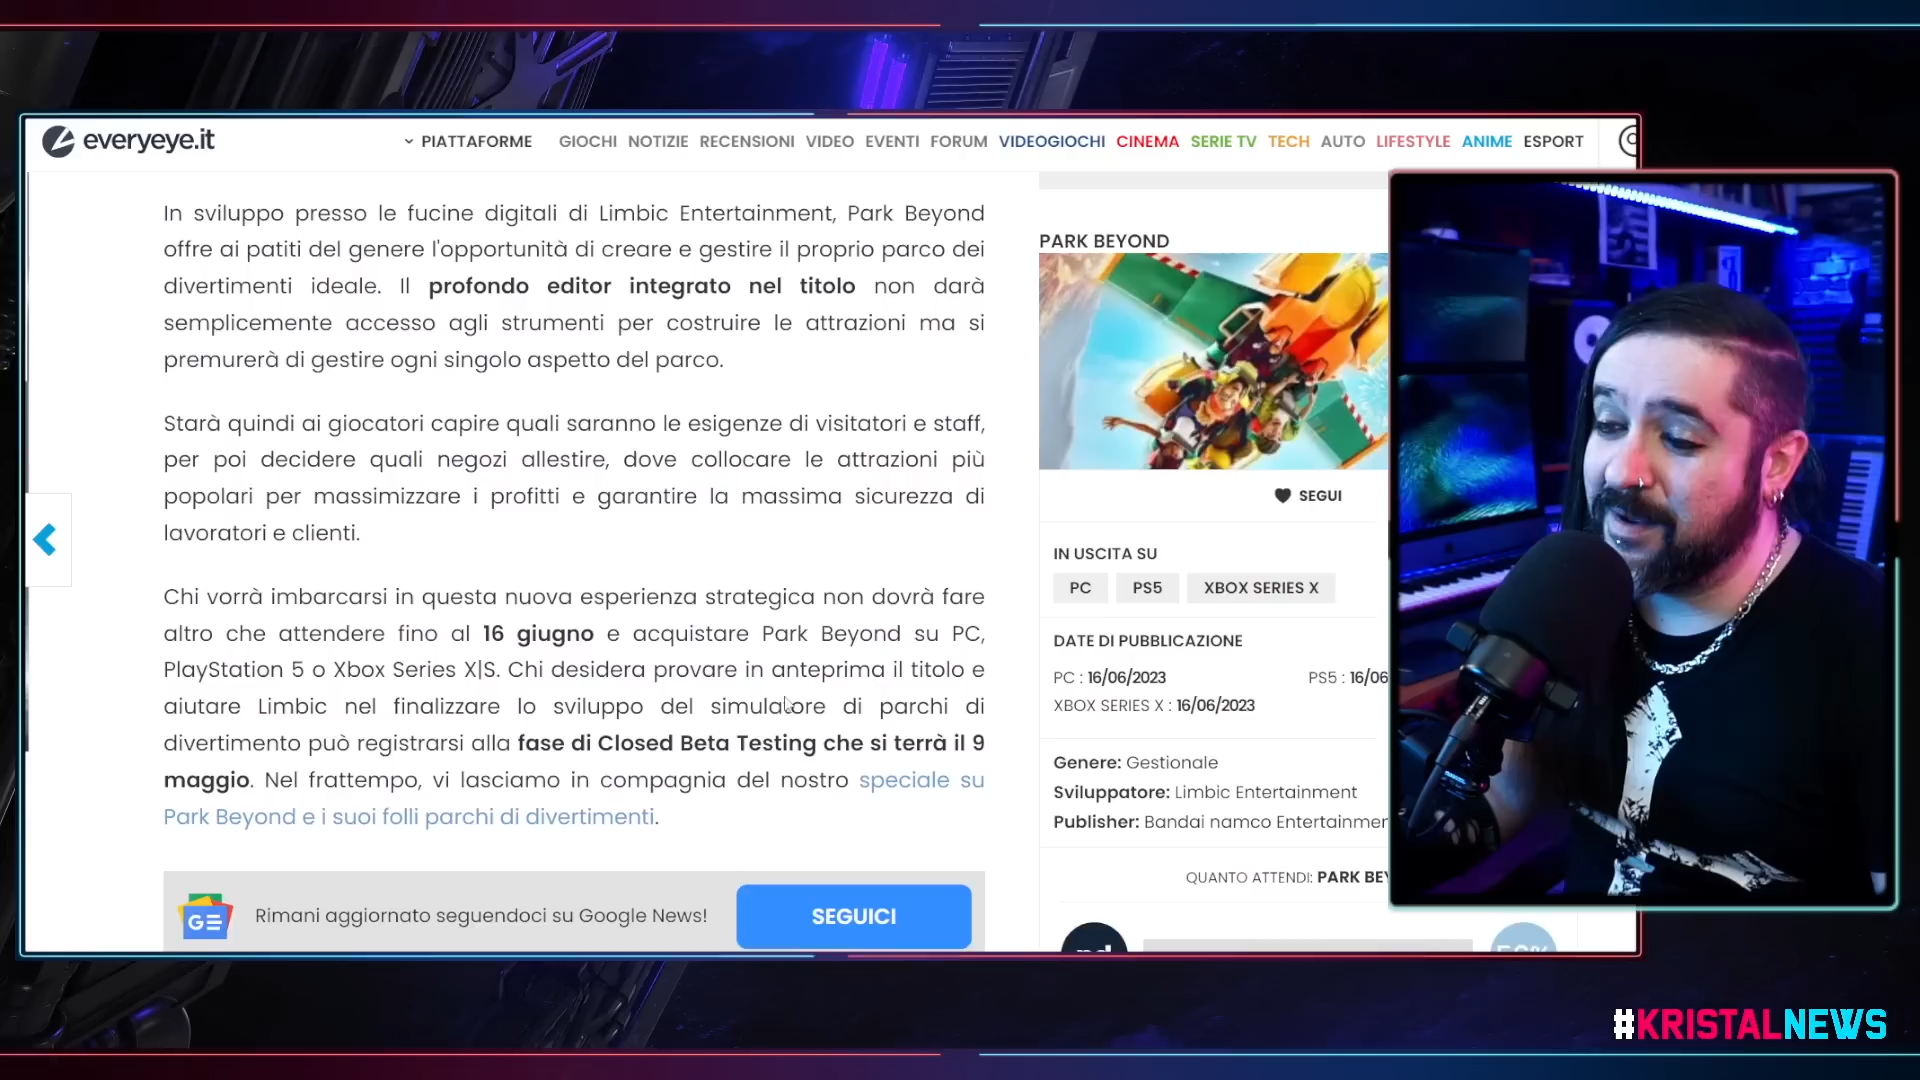 everyeye.it
PIATTAFORME GIOCHI NOTIZIE RECENSIONI VIDEO EVENTI FORUM VIDEOGIOCHI CINEMA SERIE TV TECH AUTO LIFESTYLE ANIME ESPORT
In sviluppo presso le fucine digitali di Limbic Entertainment, Park Beyond
offre ai patiti del genere l'opportunità di creare e gestire il proprio parco dei
divertimenti ideale. Il profondo editor integrato nel titolo non darà
semplicemente accesso agli strumenti per costruire le attrazioni ma si
premurerà di gestire ogni singolo aspetto del parco.
Starà quindi ai giocatori capire quali saranno le esigenze di visitatori e staff,
per poi decidere quali negozi allestire, dove collocare le attrazioni più
popolari per massimizzare i profitti e garantire la massima sicurezza di
lavoratori e clienti.
Chi vorrà imbarcarsi in questa nuova esperienza strategica non dovrà fare
altro che attendere fino al 16 giugno e acquistare Park Beyond su PC,
PlayStation 5 o Xbox Series X|S. Chi desidera provare in anteprima il titolo e
aiutare Limbic nel finalizzare lo sviluppo del simulatore di parchi di
divertimento può registrarsi alla fase di Closed Beta Testing che si terrà il 9
maggio. Nel frattempo, vi lasciamo in compagnia del nostro speciale su
Park Beyond e i suoi folli parchi di divertimenti.
GE Rimani aggiornato seguendoci su Google News! SEGUICI
PARK BEYOND
SEGUI
IN USCITA SU
PC PS5 XBOX SERIES X
DATE DI PUBBLICAZIONE
PC : 16/06/2023 PS5 : 16/06
XBOX SERIES X : 16/06/2023
Genere: Gestionale
Sviluppatore: Limbic Entertainment
Publisher: Bandai namco Entertainmen
QUANTO ATTENDI: PARK BEY
#KRISTALNEWS